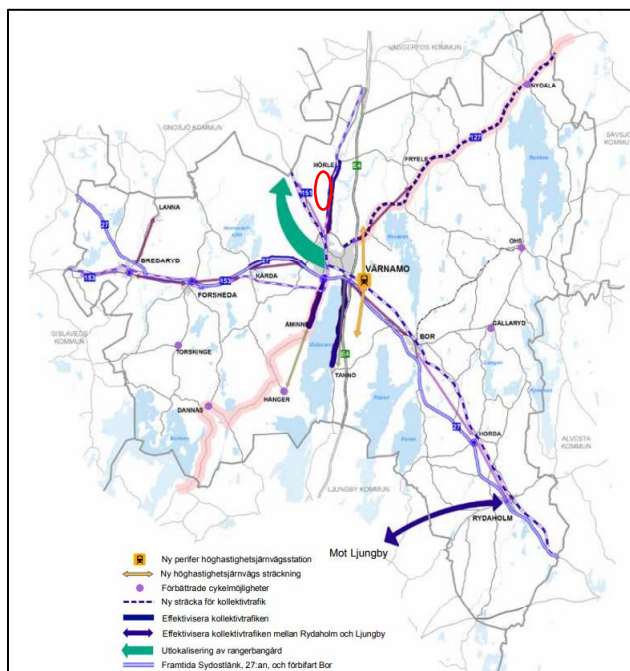 VAGGERYDS KOMMUN
NYDALA
GNOSJÖ KOMMUN
SÄVSJÖ KOMMUN
127
HÖRLE
E4
FRYELE
151
LANNA
27
OHS
BREDARYD
VÄRNAMO
KÄRDA
153
153
FORSHEDA
GISLAVEDS KOMMUN
ÅMINNE
GÄLLARYD
BOR
TORSKINGE
E4
TÅNNÖ
HÅNGER
DANNÄS
HORDA
27
ALVESTA KOMMUN
LJUNGBY KOMMUN
RYDAHOLM
Mot Ljungby
Ny perifer höghastighetsjärnvägsstation
Ny höghastighetsjärnvägs sträckning
Förbättrade cykelmöjligheter
Ny sträcka för kollektivtrafik
Effektivisera kollektivtrafiken
Effektivisera kollektivtrafiken mellan Rydaholm och Ljungby
Utlokalisering av rangerbangård
Framtida Sydostlänk, 27:an, och förbifart Bor